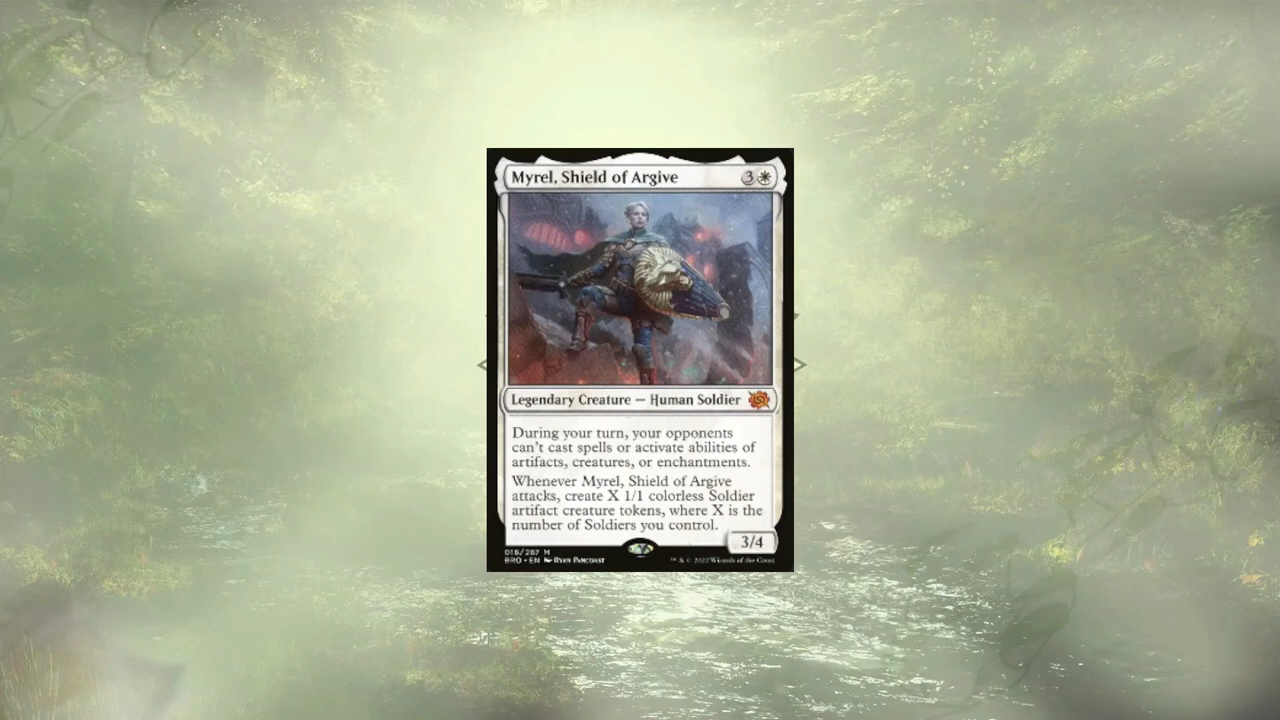 Myrel, Shield of Argive 3
Legendary Creature — Human Soldier
During your turn, your opponents
can't cast spells or activate abilities of
artifacts, creatures, or enchantments.
Whenever Myrel, Shield of Argive
attacks, create X 1/1 colorless Soldier
artifact creature tokens, where X is the
number of Soldiers you control.
3/4
018/287 M
BRO • EN RYAN PANCOAST
™ & © 2022 Wizards of the Coast